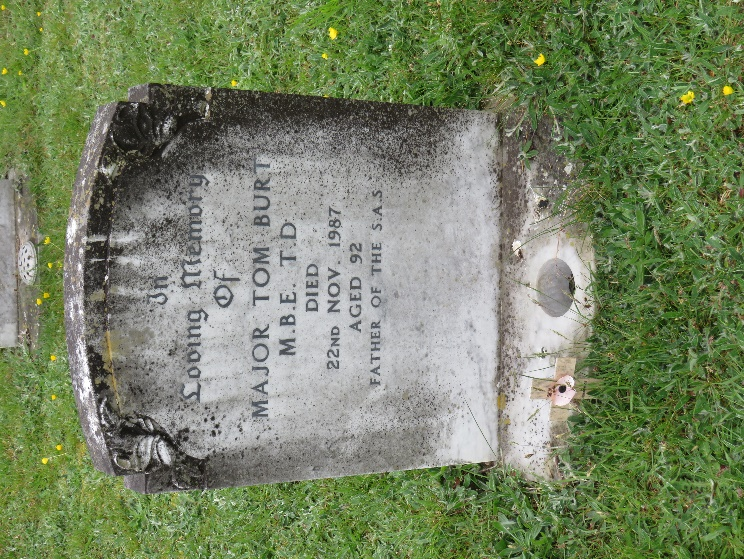 In
Loving Memory
Of
MAJOR TOM BURT
M.B.E. T.D
DIED
22ND NOV. 1987
AGED 92
FATHER OF THE S.A.S